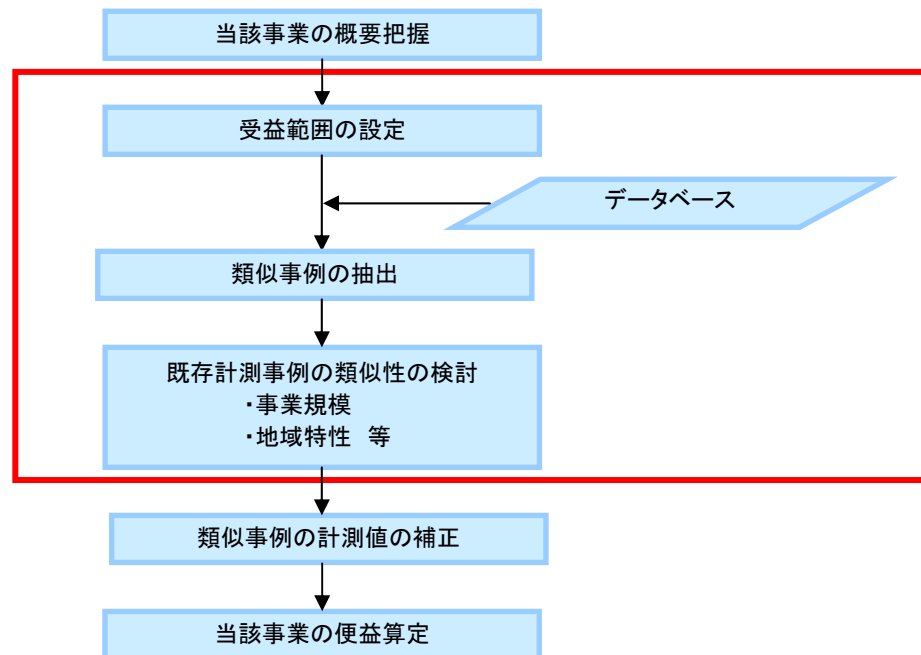 当該事業の概要把握
受益範囲の設定
データベース
類似事例の抽出
既存計測事例の類似性の検討
・事業規模
・地域特性 等
類似事例の計測値の補正
当該事業の便益算定